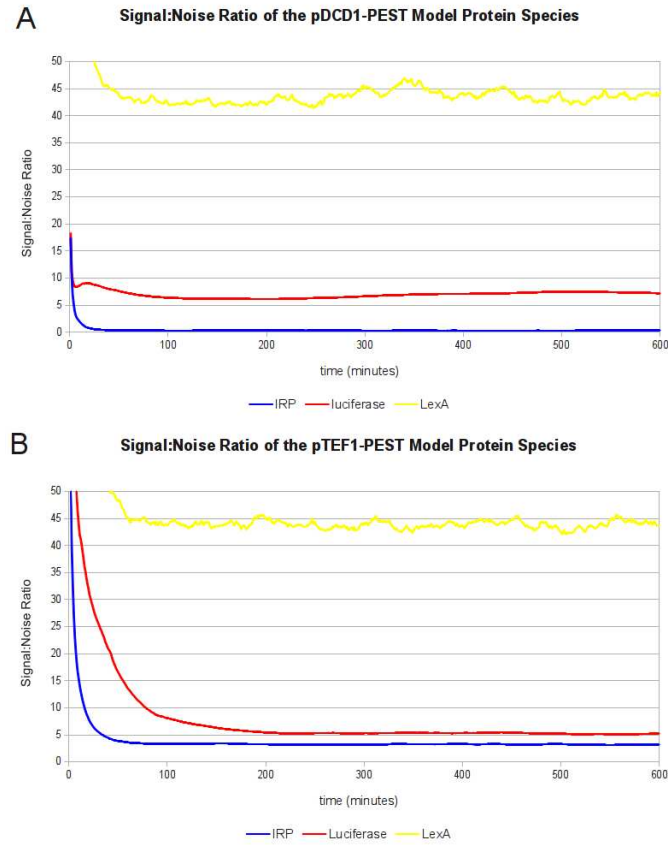 A
Signal:Noise Ratio of the pDCD1-PEST Model Protein Species
50
45
40
35
30
25
20
15
10
5
0
Signal:Noise Ratio
0 100 200 300 400 500 600
time (minutes)
IRP luciferase LexA
B
Signal:Noise Ratio of the pTEF1-PEST Model Protein Species
50
45
40
35
30
25
20
15
10
5
0
Signal:Noise Ratio
0 100 200 300 400 500 600
time (minutes)
IRP Luciferase LexA